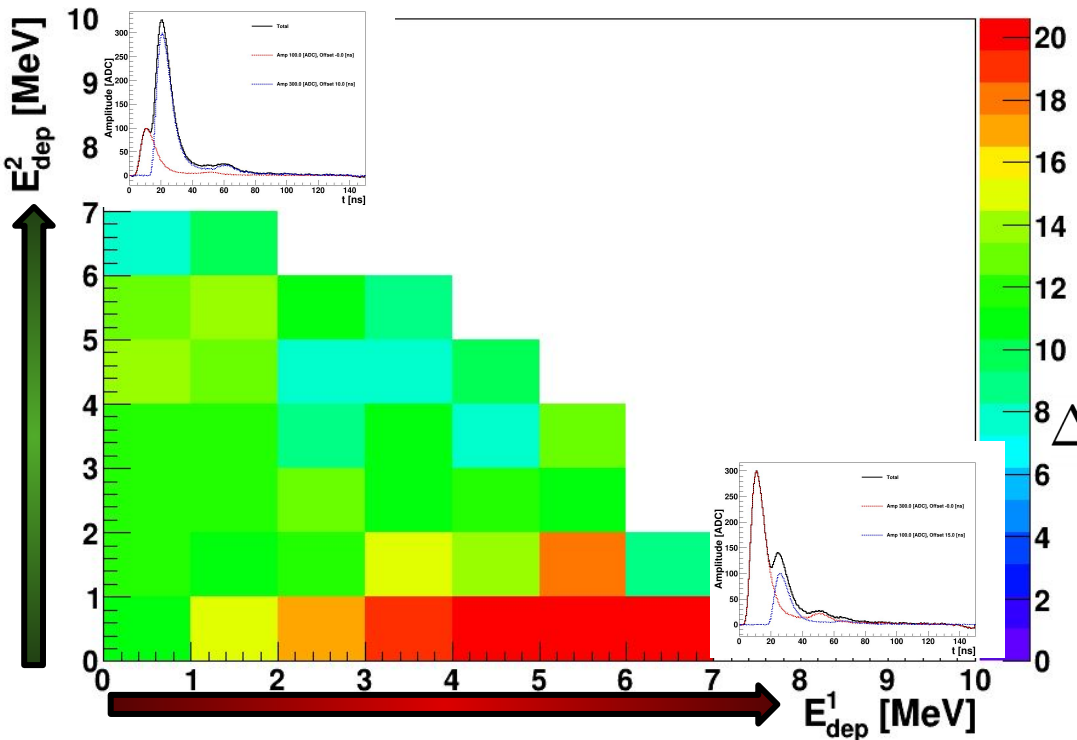 E²dep [MeV]
10
9
8
7
6
5
4
3
2
1
0
0 1 2 3 4 5 6 7 8 9 10
E¹dep [MeV]
20
18
16
14
12
10
8
6
4
2
0
Δ
Amplitude [ADC]
300
250
200
150
100
50
0
0 20 40 60 80 100 120 140
t [ns]
Total
Amp 100.0 [ADC], Offset -0.0 [ns]
Amp 300.0 [ADC], Offset 10.0 [ns]
Amplitude [ADC]
300
250
200
150
100
50
0
0 20 40 60 80 100 120 140
t [ns]
Total
Amp 300.0 [ADC], Offset -0.0 [ns]
Amp 100.0 [ADC], Offset 15.0 [ns]